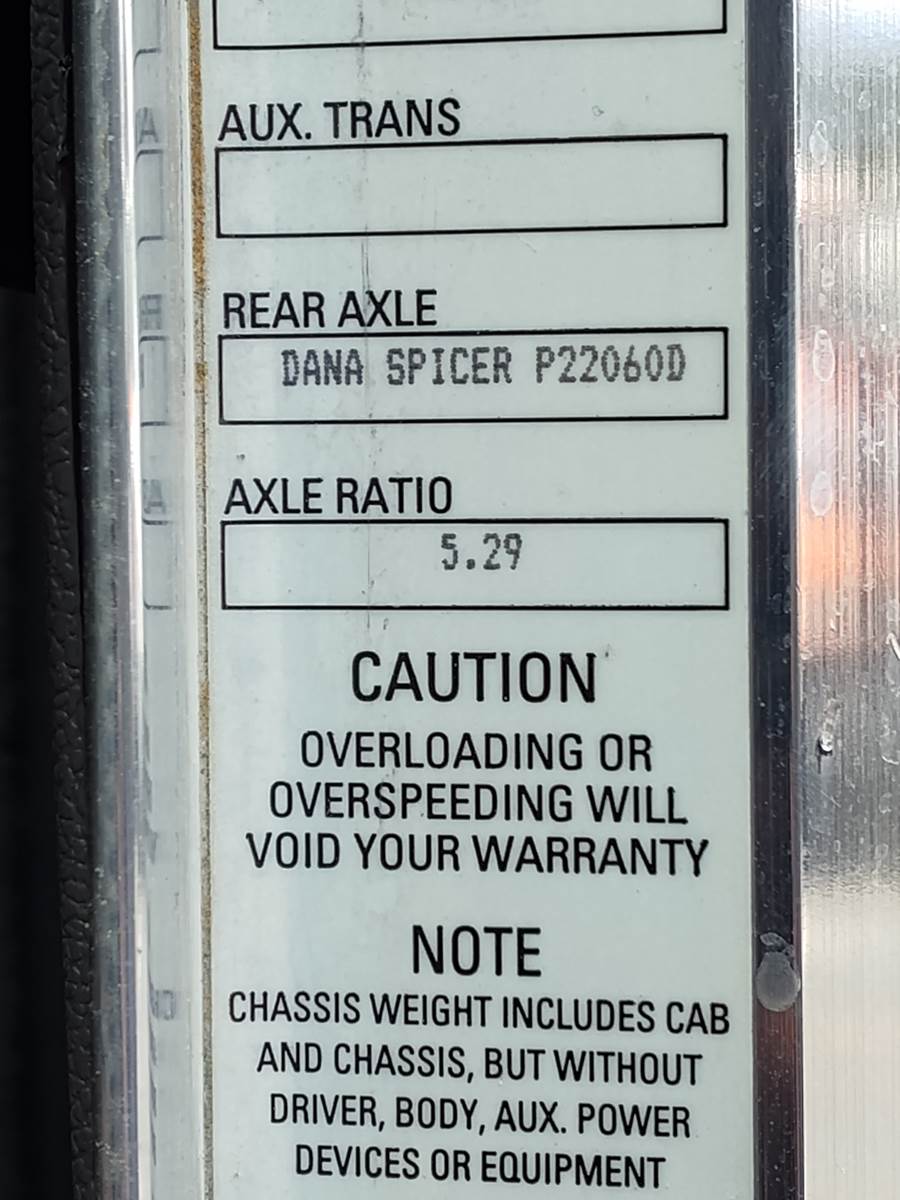 AUX. TRANS
REAR AXLE
DANA SPICER P22060D
AXLE RATIO
5.29
CAUTION
OVERLOADING OR
OVERSPEEDING WILL
VOID YOUR WARRANTY
NOTE
CHASSIS WEIGHT INCLUDES CAB
AND CHASSIS, BUT WITHOUT
DRIVER, BODY, AUX. POWER
DEVICES OR EQUIPMENT